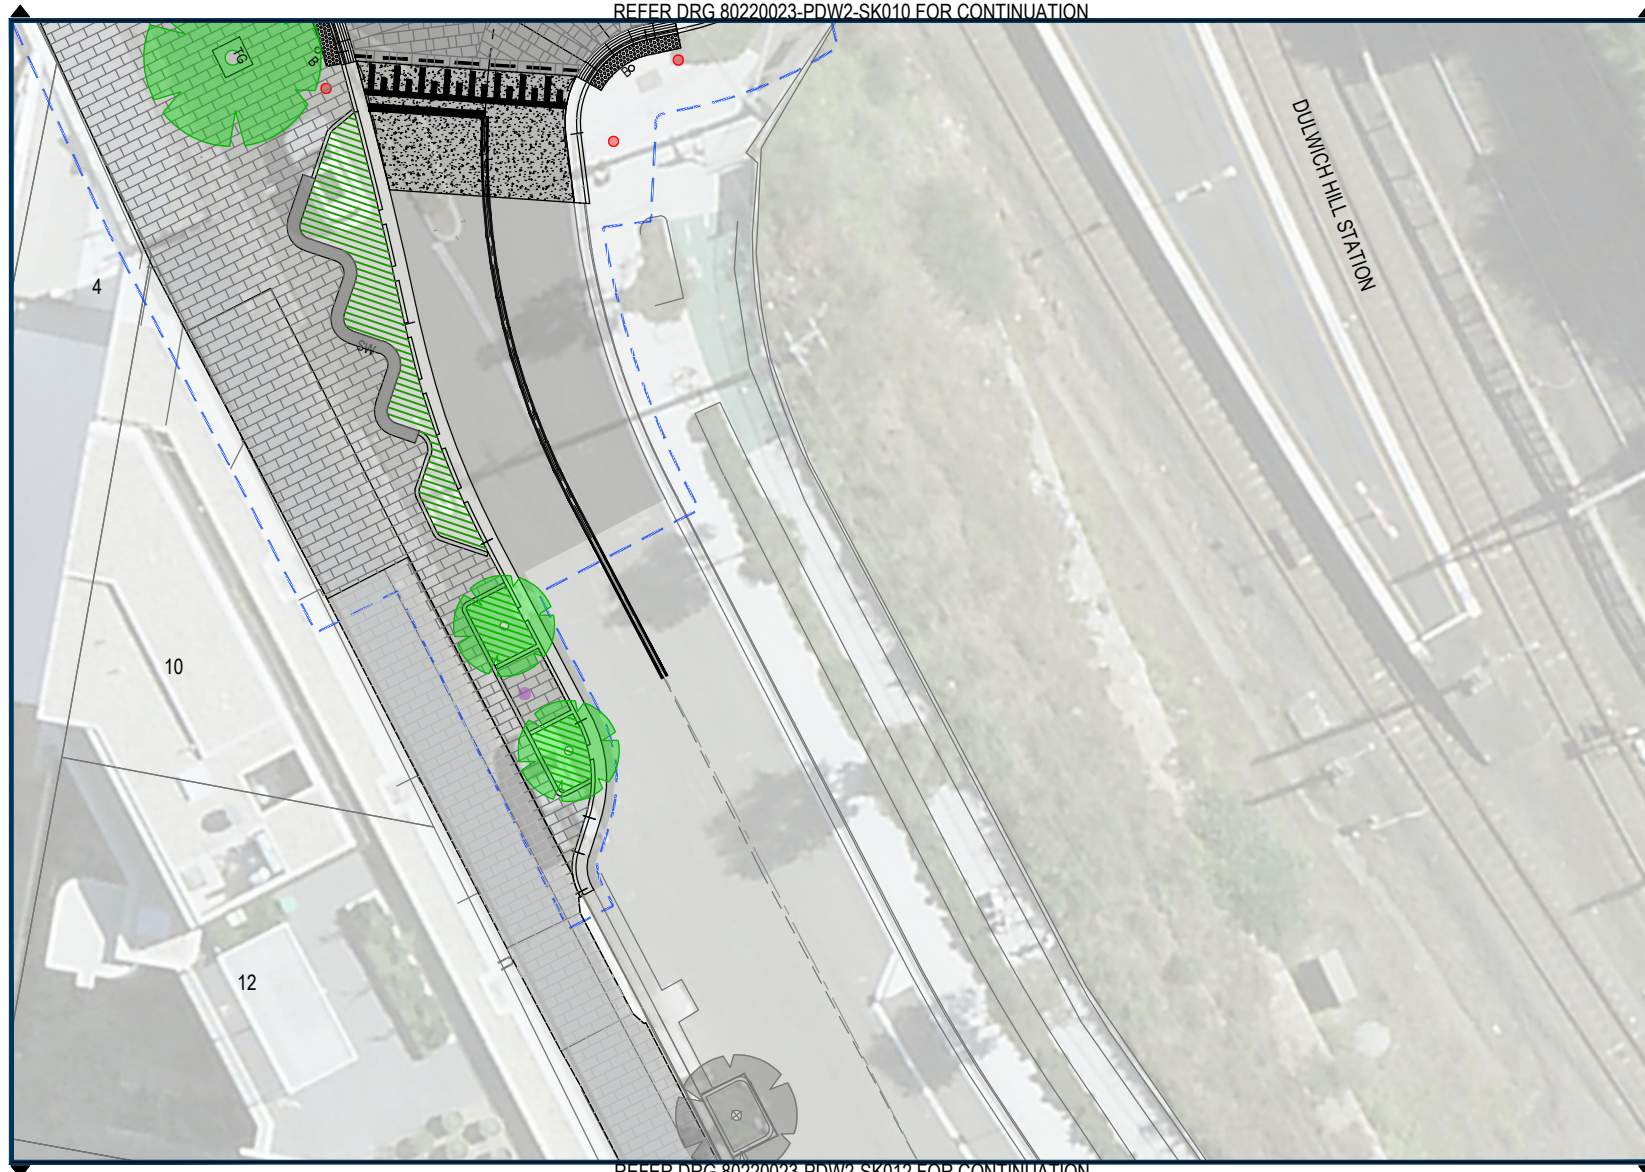 REFER DRG 80220023-PDW2-SK010 FOR CONTINUATION
TG
B
B
DULWICH HILL STATION
4
SW
10
12
REFER DRG 80220023-PDW2-SK012 FOR CONTINUATION